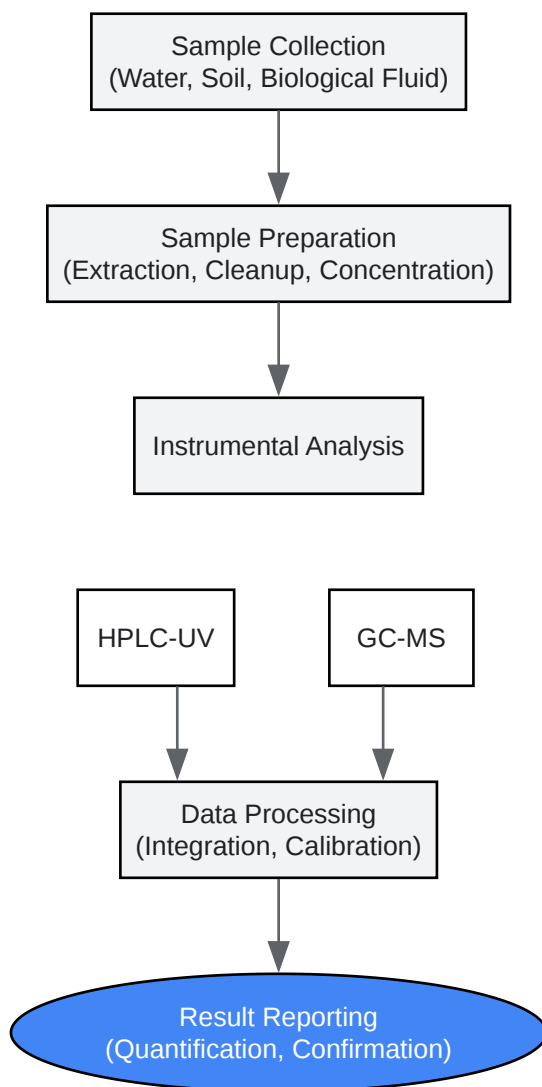 Sample Collection
(Water, Soil, Biological Fluid)
Sample Preparation
(Extraction, Cleanup, Concentration)
Instrumental Analysis
HPLC-UV
GC-MS
Data Processing
(Integration, Calibration)
Result Reporting
(Quantification, Confirmation)